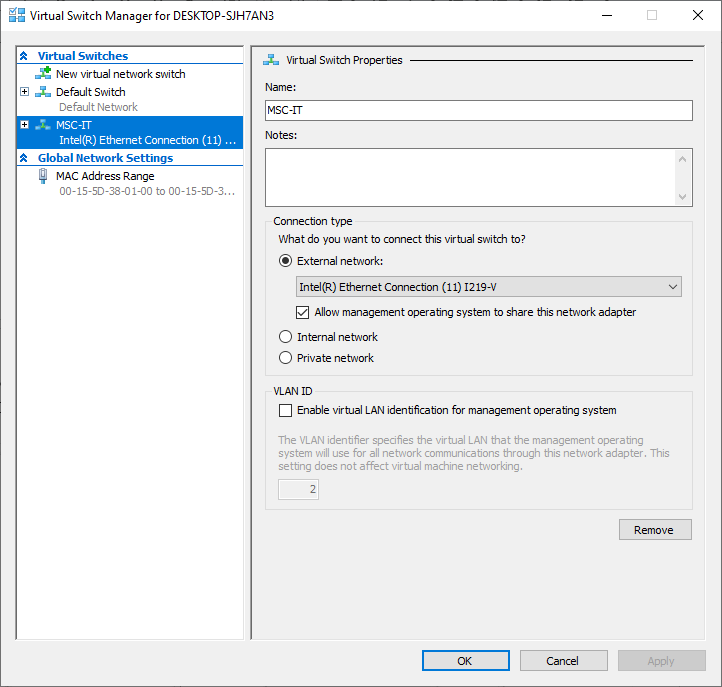 Virtual Switch Manager for DESKTOP-SJH7AN3
Virtual Switches
New virtual network switch
Default Switch
Default Network
MSC-IT
Intel(R) Ethernet Connection (11) ...
Global Network Settings
MAC Address Range
00-15-5D-38-01-00 to 00-15-5D-3...
Virtual Switch Properties
Name:
MSC-IT
Notes:
Connection type
What do you want to connect this virtual switch to?
External network:
Intel(R) Ethernet Connection (11) I219-V
Allow management operating system to share this network adapter
Internal network
Private network
VLAN ID
Enable virtual LAN identification for management operating system
The VLAN identifier specifies the virtual LAN that the management operating
system will use for all network communications through this network adapter. This
setting does not affect virtual machine networking.
2
Remove
OK
Cancel
Apply